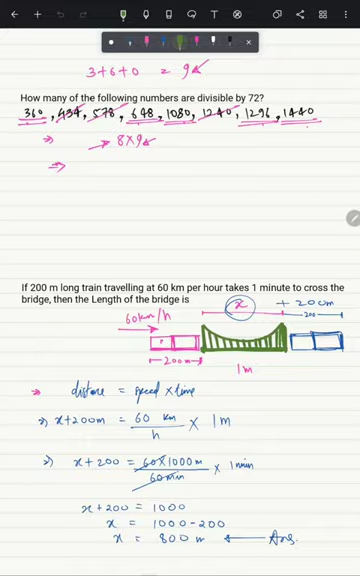 3+6+0 = 9
How many of the following numbers are divisible by 72?
360, 434, 578, 648, 1080, 1240, 1296, 1440
⇒ → 8×9
⇒
If 200 m long train travelling at 60 km per hour takes 1 minute to cross the
bridge, then the Length of the bridge is
60km/h x + 200m
200
200m
1m
⇒ distance = speed × time
⇒ x+200m = 60 km/h × 1m
⇒ x+200 = 60×1000m/60min × 1min
x+200 = 1000
x = 1000-200
x = 800 m ← Ans.